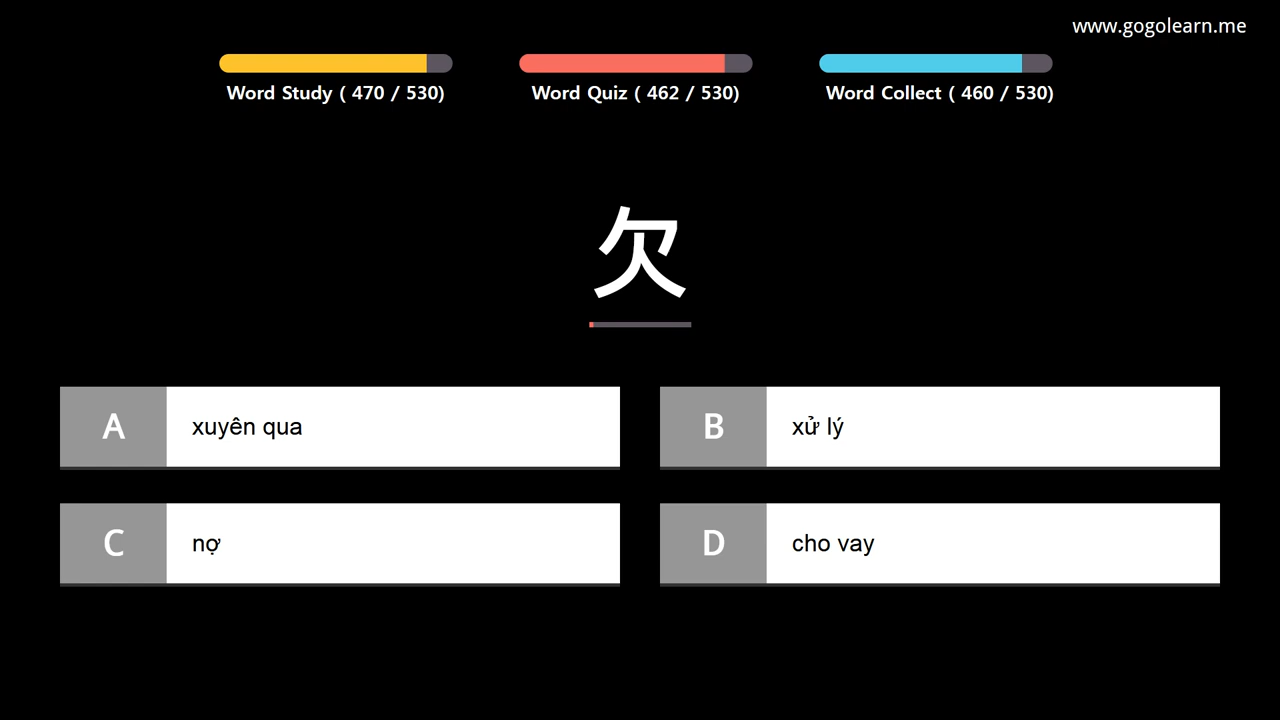 www.gogolearn.me
Word Study ( 470 / 530)
Word Quiz ( 462 / 530)
Word Collect ( 460 / 530)
欠
A xuyên qua
B xử lý
C nợ
D cho vay